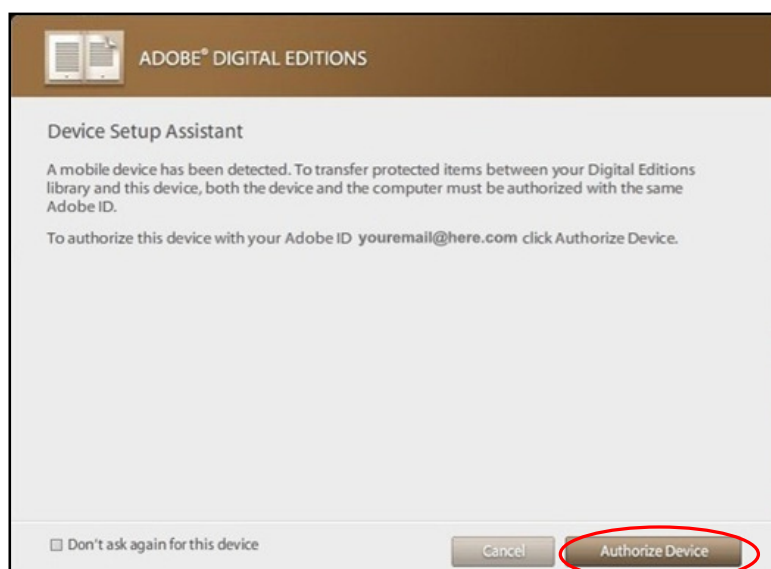 ADOBE® DIGITAL EDITIONS
Device Setup Assistant
A mobile device has been detected. To transfer protected items between your Digital Editions
library and this device, both the device and the computer must be authorized with the same
Adobe ID.
To authorize this device with your Adobe ID youremail@here.com click Authorize Device.
Don't ask again for this device
Cancel
Authorize Device